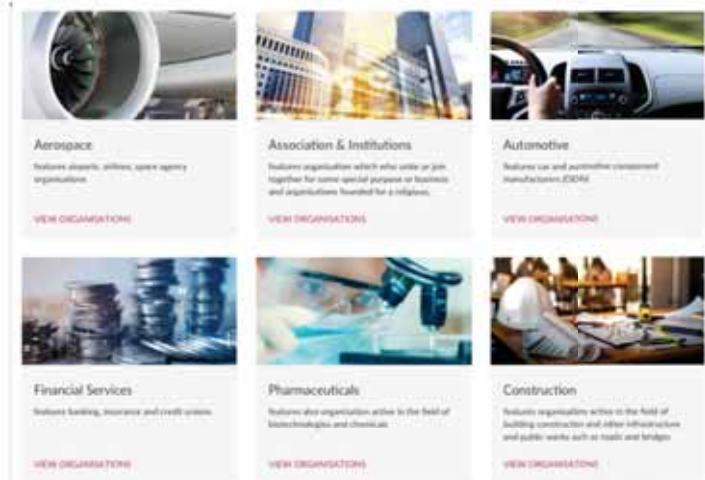 Aerospace
features airports, airlines, space agency
organisations
VIEW ORGANISATIONS
Association & Institutions
features organisation which who unite or join
together for some special purpose or business
and organisations founded for a religious,
VIEW ORGANISATIONS
Automotive
features car and automotive component
manufacturers
VIEW ORGANISATIONS
Financial Services
features banking, insurance and credit unions
VIEW ORGANISATIONS
Pharmaceuticals
features also organisation active in the field of
biotechnologies and chemicals
VIEW ORGANISATIONS
Construction
features organisations active in the field of
building construction and other infrastructure
and public works such as roads and bridges
VIEW ORGANISATIONS